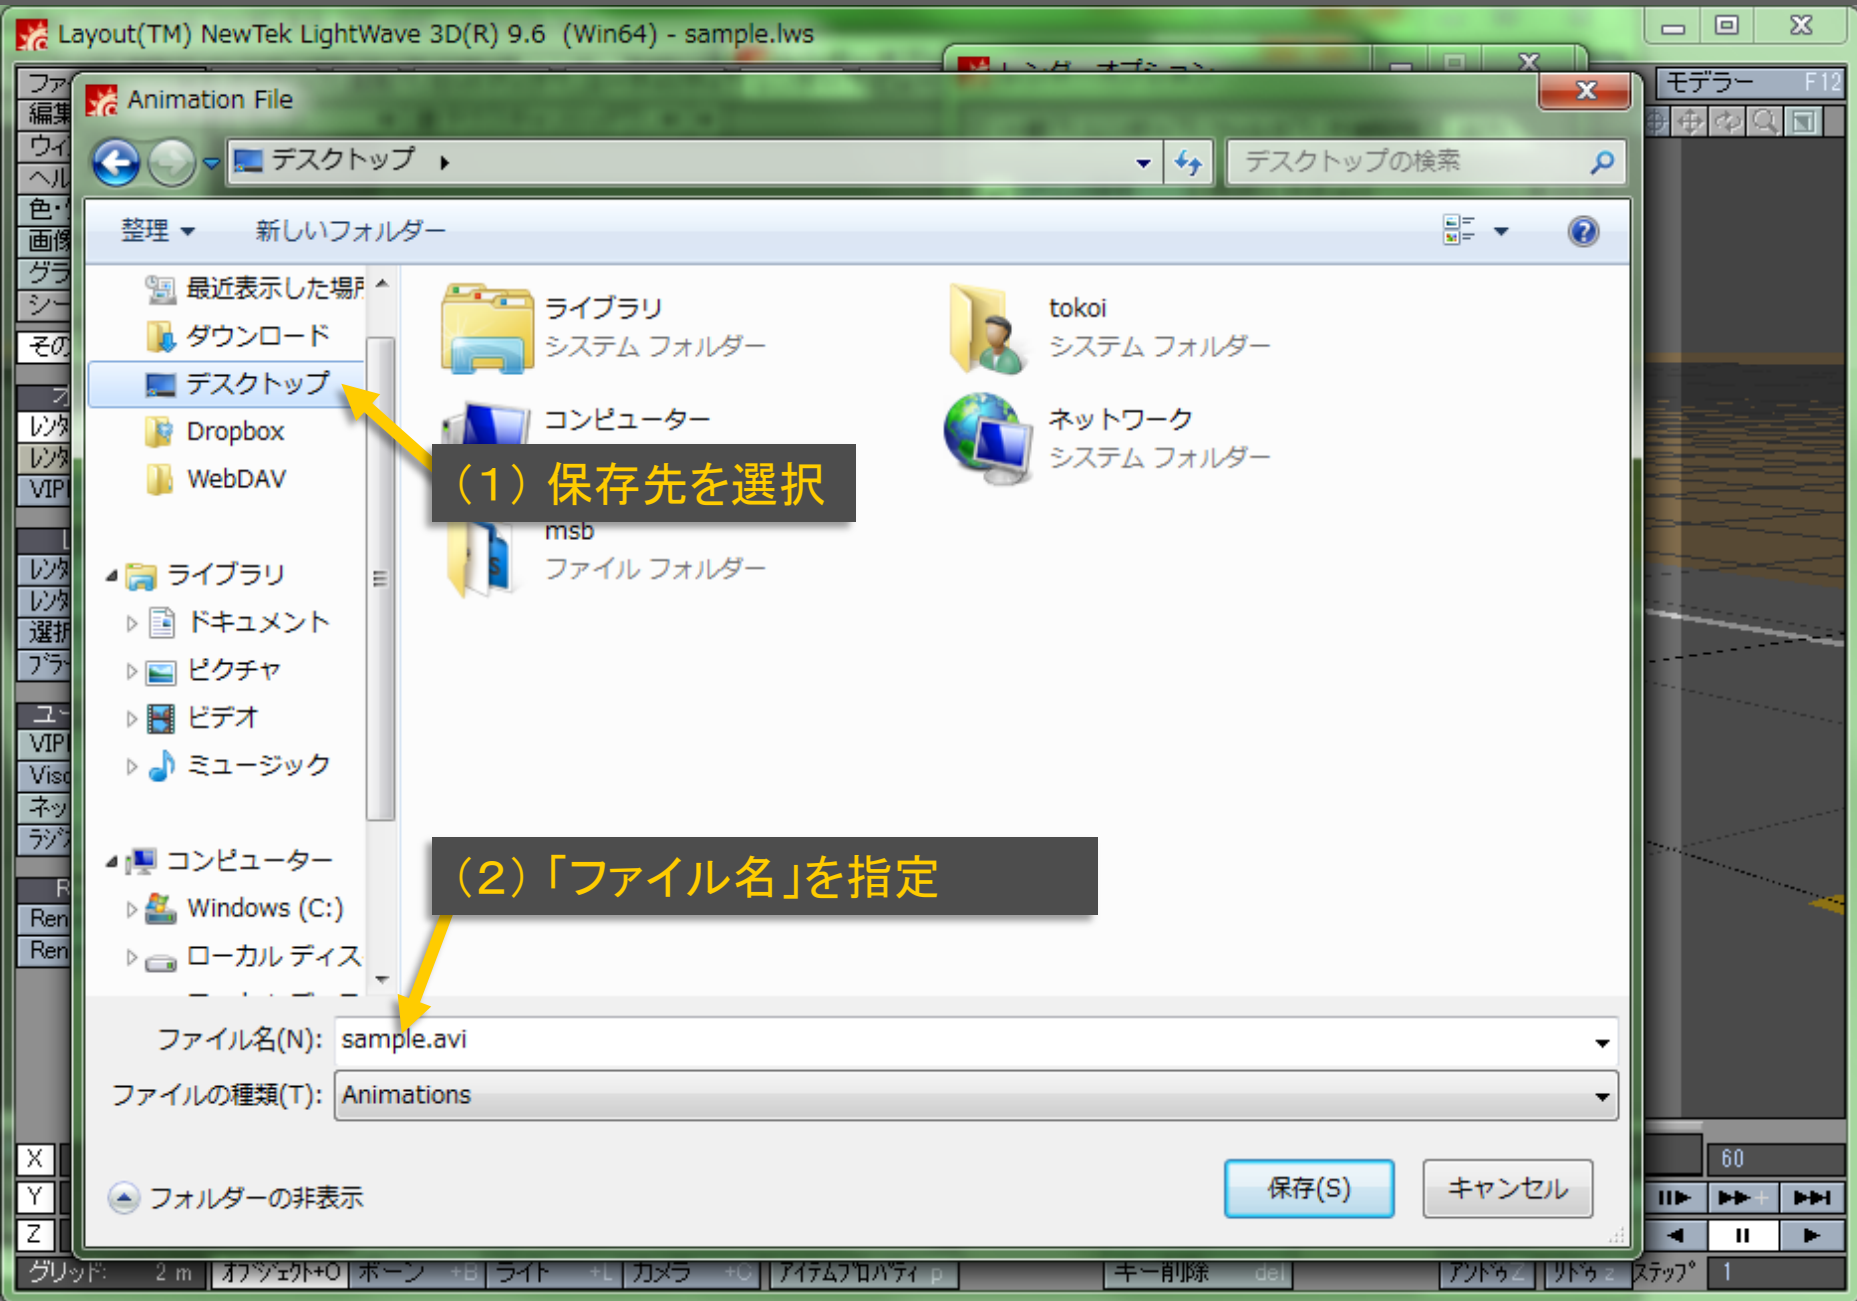 Layout(TM) NewTek LightWave 3D(R) 9.6 (Win64) - sample.lws
モデラー F12
Animation File
デスクトップ
デスクトップの検索
整理
新しいフォルダー
最近表示した場所
ダウンロード
デスクトップ
Dropbox
WebDAV
ライブラリ
ドキュメント
ピクチャ
ビデオ
ミュージック
コンピューター
Windows (C:)
ローカル ディス
ライブラリ
システム フォルダー
tokoi
システム フォルダー
コンピューター
ネットワーク
システム フォルダー
(1) 保存先を選択
msb
ファイル フォルダー
(2)「ファイル名」を指定
ファイル名(N): sample.avi
ファイルの種類(T): Animations
フォルダーの非表示
保存(S)
キャンセル
X
Y
Z
60
グリッド: 2 m
オブジェクト+O
ボーン +B
ライト +L
カメラ +C
アイテムプロパティ p
キー削除 del
アンドゥ Z
リドゥ z
ステップ 1